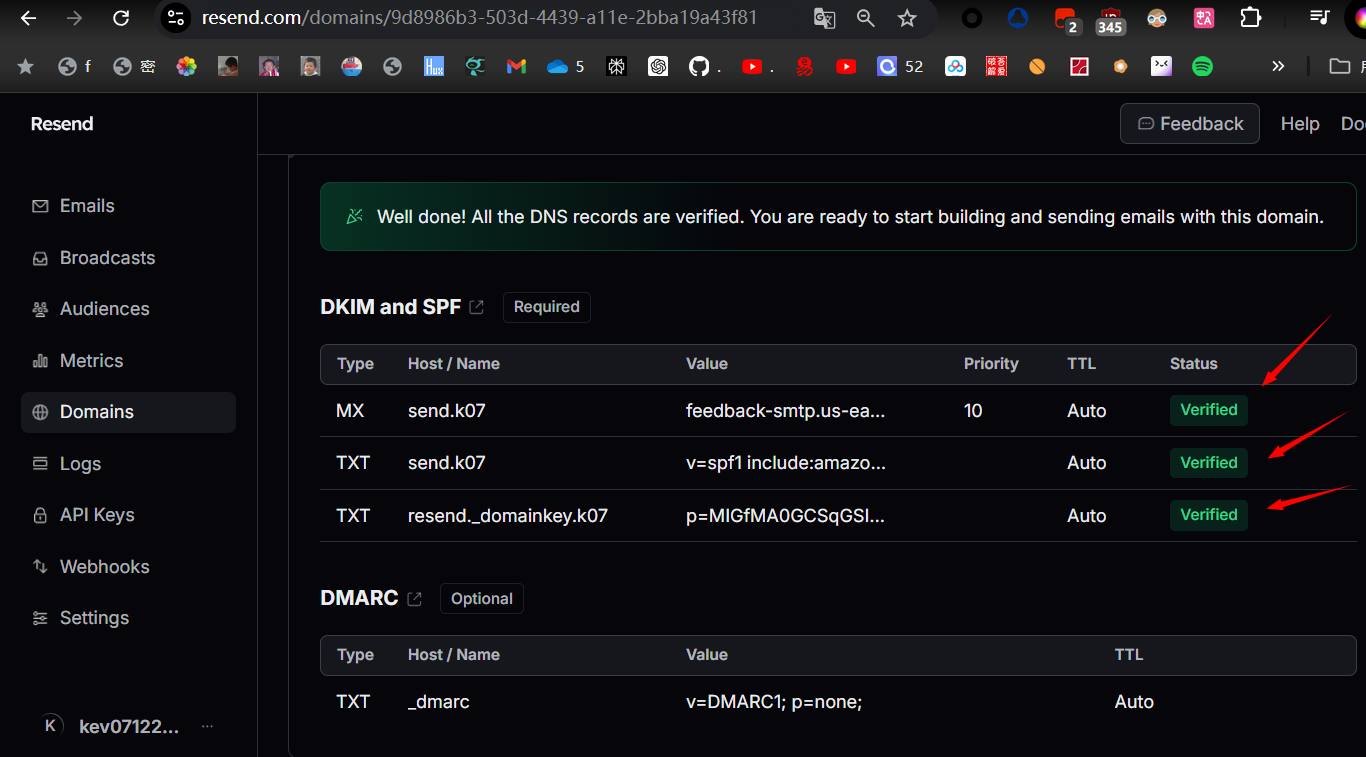 resend.com/domains/9d8986b3-503d-4439-a11e-2bba19a43f81
2
345
f
密
Hux
5
.
.
52
吾爱破解
Resend
Feedback
Help
Doc
Emails
Broadcasts
Audiences
Metrics
Domains
Logs
API Keys
Webhooks
Settings
K kev07122... ...
Well done! All the DNS records are verified. You are ready to start building and sending emails with this domain.
DKIM and SPF Required
Type Host / Name Value Priority TTL Status
MX send.k07 feedback-smtp.us-ea... 10 Auto Verified
TXT send.k07 v=spf1 include:amazo... Auto Verified
TXT resend._domainkey.k07 p=MIGfMA0GCSqGSI... Auto Verified
DMARC Optional
Type Host / Name Value TTL
TXT _dmarc v=DMARC1; p=none; Auto